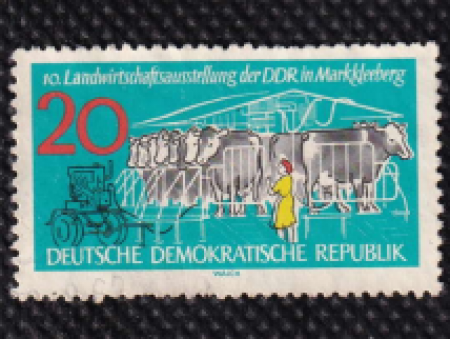 10. Landwirtschaftsausstellung der DDR in Markkleeberg
20
DEUTSCHE DEMOKRATISCHE REPUBLIK